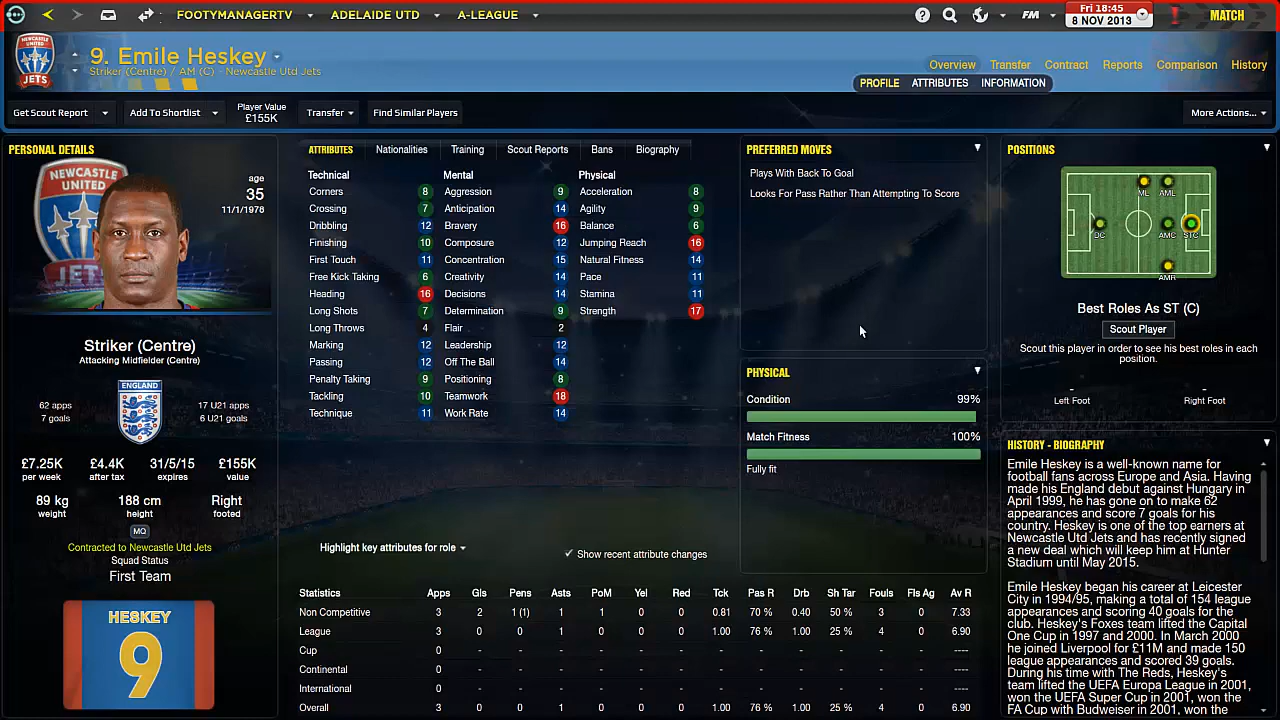 FOOTYMANAGERTV ADELAIDE UTD A-LEAGUE FM Fri 18:45 8 NOV 2013 MATCH
9. Emile Heskey
Striker (Centre) / AM (C) - Newcastle Utd Jets
Overview Transfer Contract Reports Comparison History
PROFILE ATTRIBUTES INFORMATION
Get Scout Report Add To Shortlist Player Value £155K Transfer Find Similar Players More Actions...
PERSONAL DETAILS
NEWCASTLE UNITED JETS
age
35
11/1/1978
Striker (Centre)
Attacking Midfielder (Centre)
ENGLAND
62 apps 17 U21 apps
7 goals 6 U21 goals
£7.25K £4.4K 31/5/15 £155K
per week after tax expires value
89 kg 188 cm Right
weight height footed
MQ
Contracted to Newcastle Utd Jets
Squad Status
First Team
HESKEY
9
ATTRIBUTES Nationalities Training Scout Reports Bans Biography
Technical Mental Physical
Corners 8 Aggression 9 Acceleration 8
Crossing 7 Anticipation 14 Agility 9
Dribbling 12 Bravery 16 Balance 6
Finishing 10 Composure 12 Jumping Reach 16
First Touch 11 Concentration 15 Natural Fitness 14
Free Kick Taking 6 Creativity 14 Pace 11
Heading 16 Decisions 14 Stamina 11
Long Shots 7 Determination 9 Strength 17
Long Throws 4 Flair 2
Marking 12 Leadership 12
Passing 12 Off The Ball 14
Penalty Taking 9 Positioning 8
Tackling 10 Teamwork 18
Technique 11 Work Rate 14
Highlight key attributes for role Show recent attribute changes
Statistics Apps Gls Pens Asts PoM Yel Red Tck Pas R Drb Sh Tar Fouls Fls Ag Av R
Non Competitive 3 2 1 (1) 1 1 0 0 0.81 70 % 0.40 50 % 3 0 7.33
League 3 0 0 1 0 0 0 1.00 76 % 1.00 25 % 4 0 6.90
Cup 0 - - - - - - - - - - - - ----
Continental 0 - - - - - - - - - - - - ----
International 0 - - - - - - - - - - - - ----
Overall 3 0 0 1 0 0 0 1.00 76 % 1.00 25 % 4 0 6.90
PREFERRED MOVES
Plays With Back To Goal
Looks For Pass Rather Than Attempting To Score
PHYSICAL
Condition 99%
Match Fitness 100%
Fully fit
POSITIONS
ML AML
DC AMC STC
AMR
Best Roles As ST (C)
Scout Player
Scout this player in order to see his best roles in each
position.
- -
Left Foot Right Foot
HISTORY - BIOGRAPHY
Emile Heskey is a well-known name for
football fans across Europe and Asia. Having
made his England debut against Hungary in
April 1999, he has gone on to make 62
appearances and score 7 goals for his
country. Heskey is one of the top earners at
Newcastle Utd Jets and has recently signed
a new deal which will keep him at Hunter
Stadium until May 2015.
Emile Heskey began his career at Leicester
City in 1994/95, making a total of 154 league
appearances and scoring 40 goals for the
club. Heskey's Foxes team lifted the Capital
One Cup in 1997 and 2000. In March 2000
he joined Liverpool for £11M and made 150
league appearances and scored 39 goals.
During his time with The Reds, Heskey's
team lifted the UEFA Europa League in 2001,
won the UEFA Super Cup in 2001, won the
FA Cup with Budweiser in 2001, won the